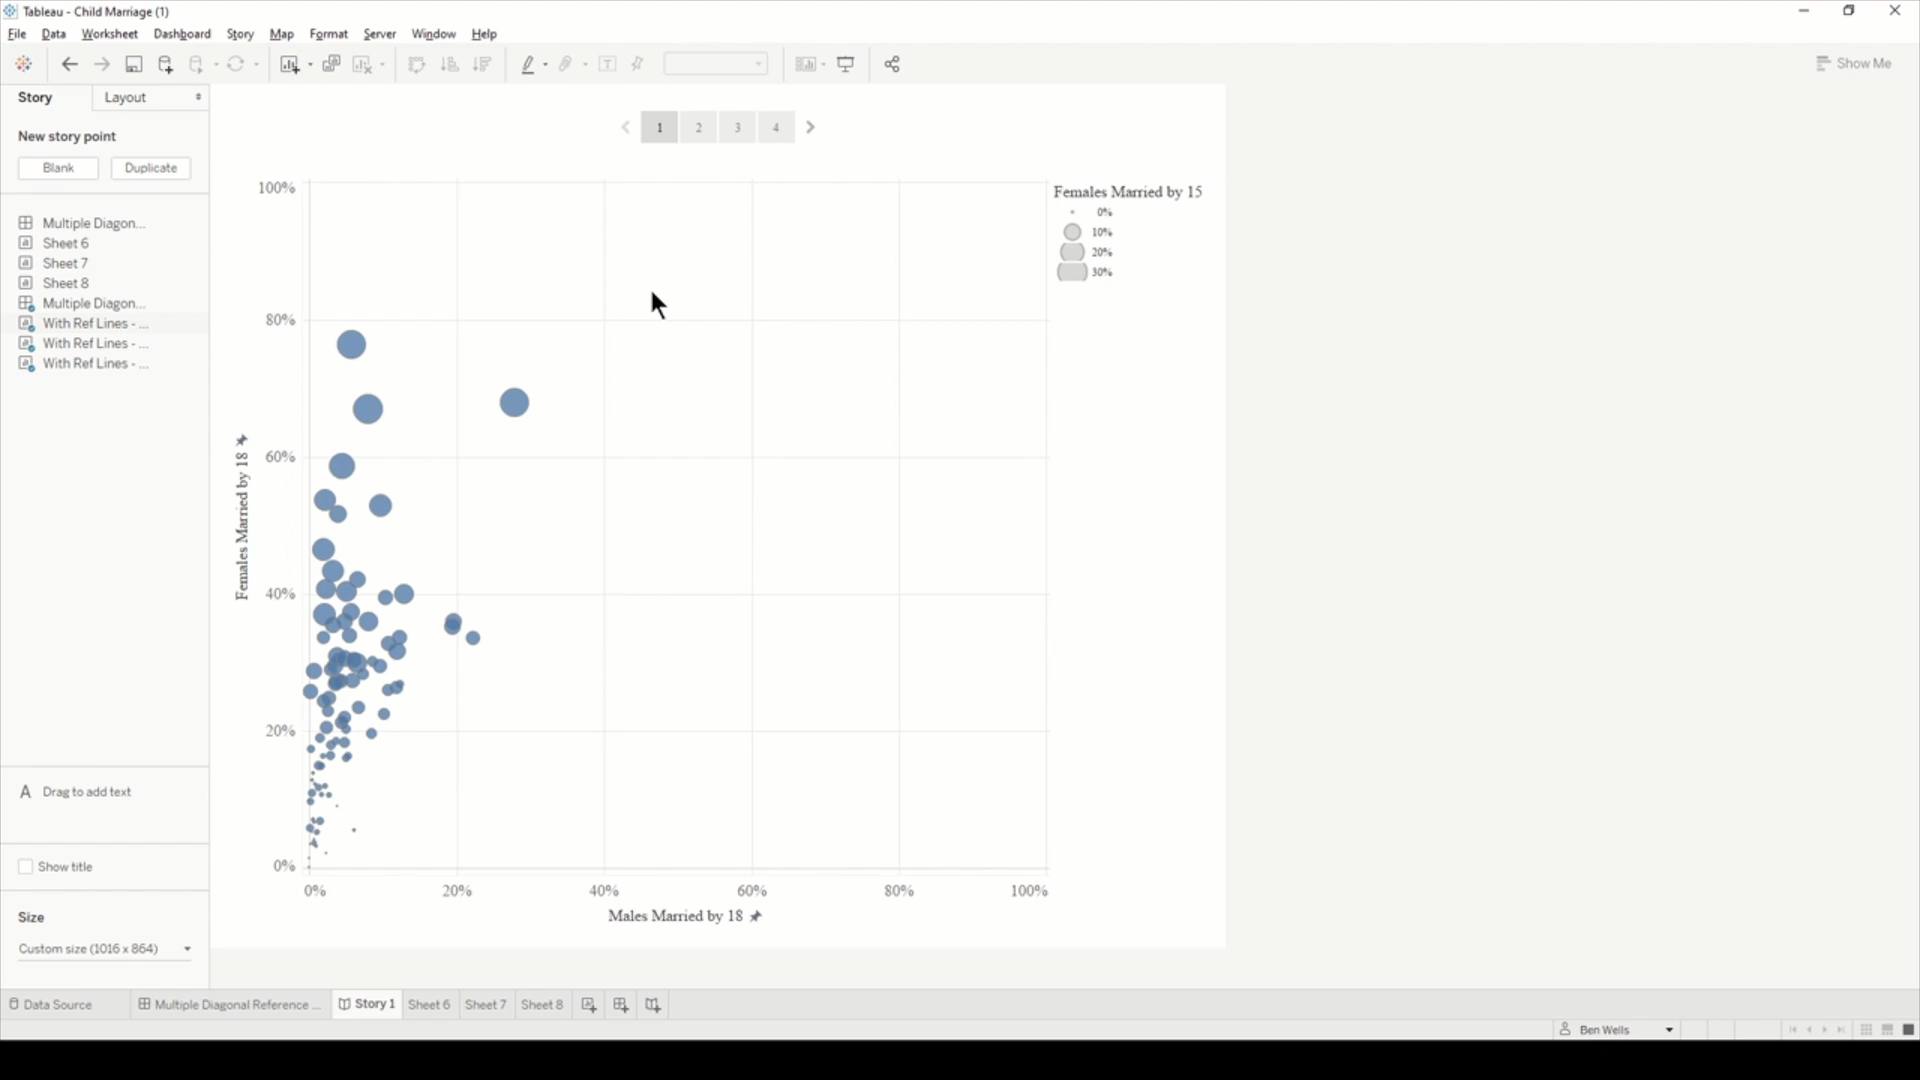 Tableau - Child Marriage (1)
File Data Worksheet Dashboard Story Map Format Server Window Help
Show Me
Story Layout
New story point
Blank Duplicate
Multiple Diagon...
Sheet 6
Sheet 7
Sheet 8
Multiple Diagon...
With Ref Lines - ...
With Ref Lines - ...
With Ref Lines - ...
A Drag to add text
Show title
Size
Custom size (1016 x 864)
1 2 3 4
100%
80%
60%
40%
20%
0%
Females Married by 18
0% 20% 40% 60% 80% 100%
Males Married by 18
Females Married by 15
0%
10%
20%
30%
Data Source Multiple Diagonal Reference ... Story 1 Sheet 6 Sheet 7 Sheet 8
Ben Wells